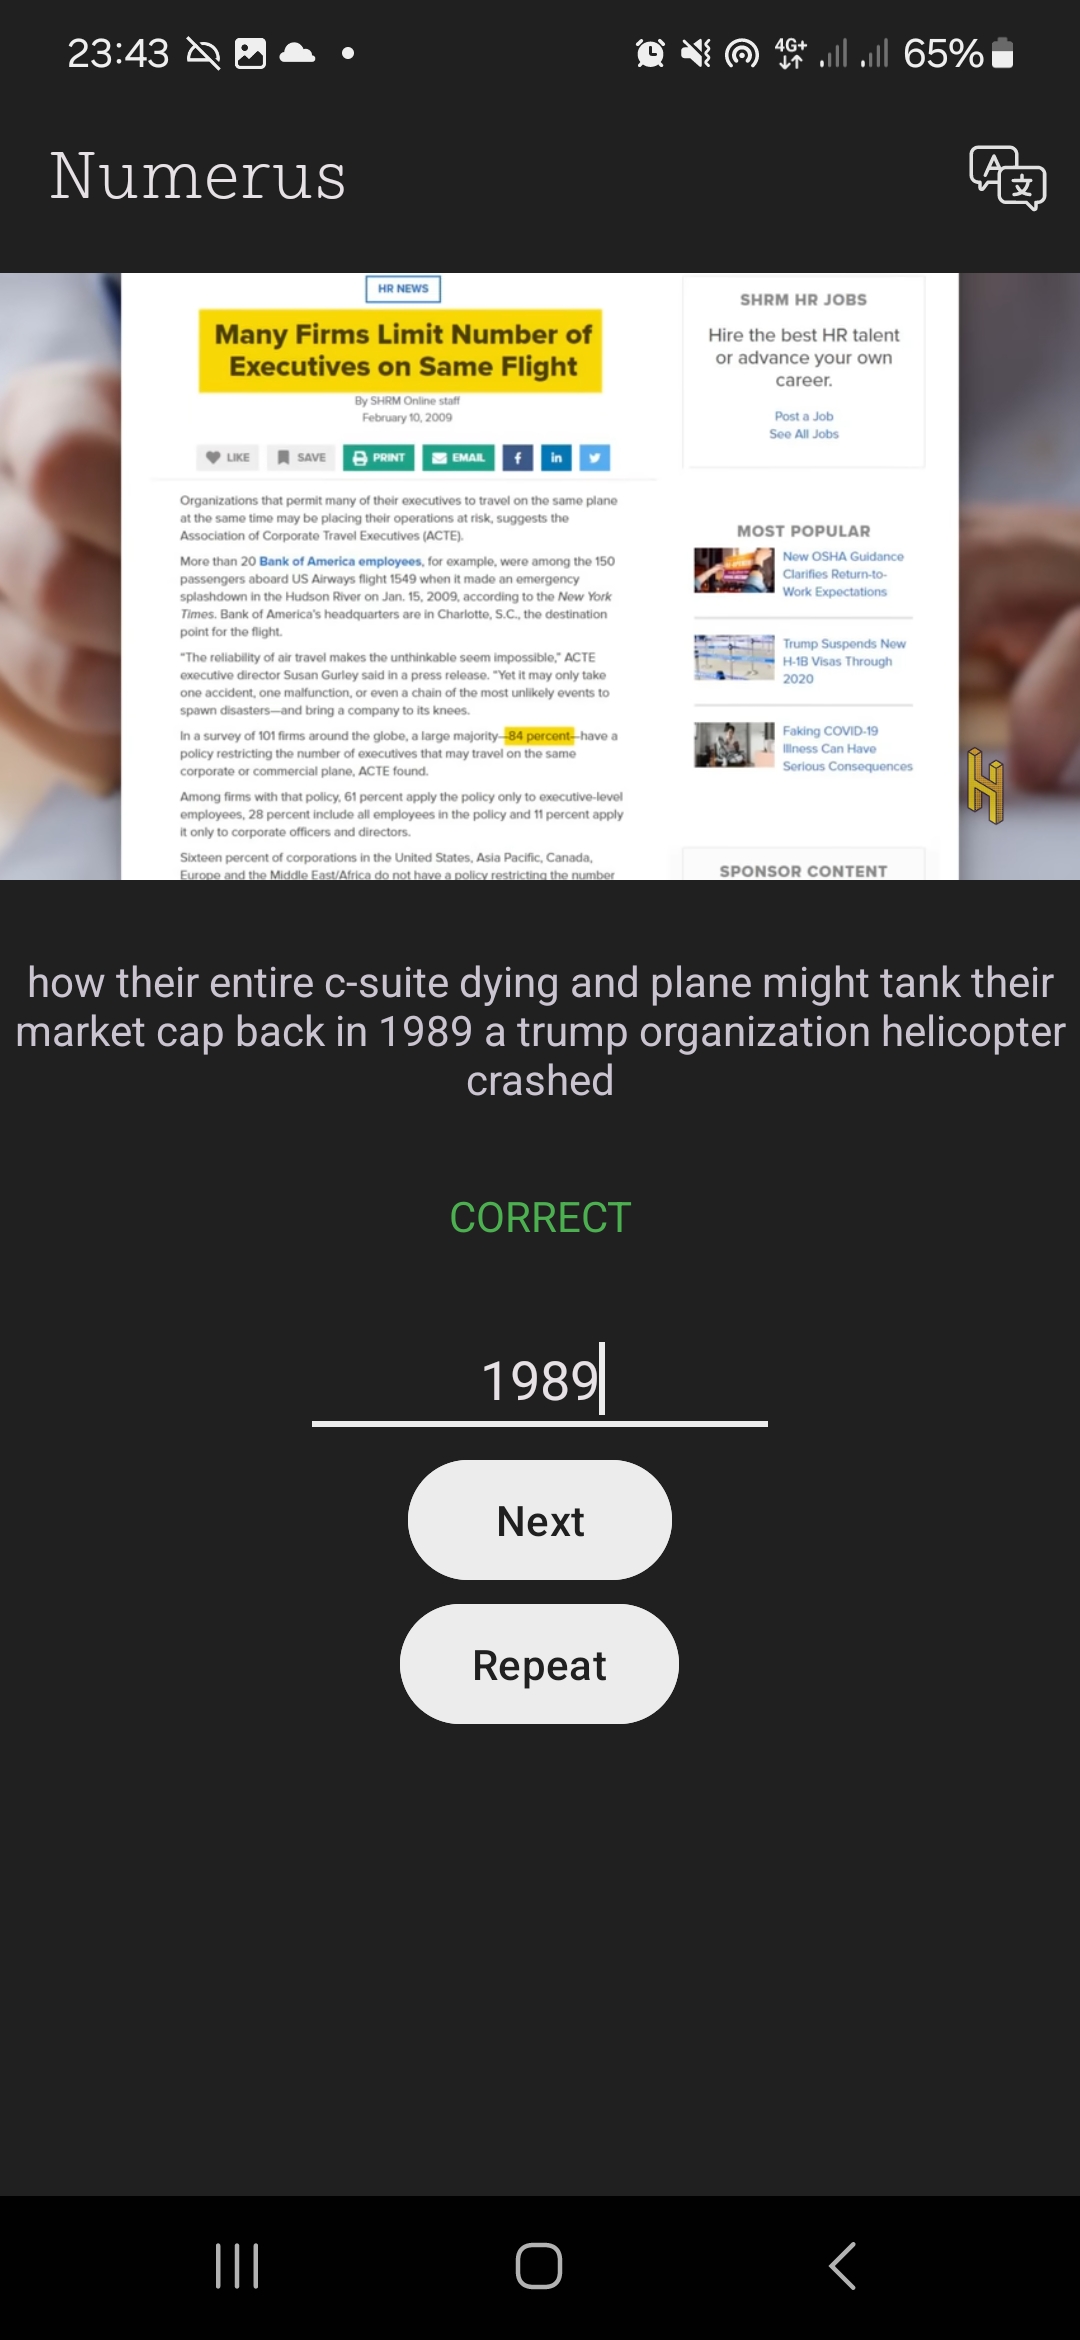 23:43
4G+
65%
Numerus
HR NEWS
Many Firms Limit Number of
Executives on Same Flight
By SHRM Online staff
February 10, 2009
LIKE
SAVE
PRINT
EMAIL
f
in
Organizations that permit many of their executives to travel on the same plane
at the same time may be placing their operations at risk, suggests the
Association of Corporate Travel Executives (ACTE).
More than 20 Bank of America employees, for example, were among the 150
passengers aboard US Airways flight 1549 when it made an emergency
splashdown in the Hudson River on Jan. 15, 2009, according to the New York
Times. Bank of America's headquarters are in Charlotte, S.C., the destination
point for the flight.
"The reliability of air travel makes the unthinkable seem impossible," ACTE
executive director Susan Gurley said in a press release. "Yet it may only take
one accident, one malfunction, or even a chain of the most unlikely events to
spawn disasters—and bring a company to its knees.
In a survey of 101 firms around the globe, a large majority—84 percent—have a
policy restricting the number of executives that may travel on the same
corporate or commercial plane, ACTE found.
Among firms with that policy, 61 percent apply the policy only to executive-level
employees, 28 percent include all employees in the policy and 11 percent apply
it only to corporate officers and directors.
Sixteen percent of corporations in the United States, Asia Pacific, Canada,
Europe and the Middle East/Africa do not have a policy restricting the number
SHRM HR JOBS
Hire the best HR talent
or advance your own
career.
Post a Job
See All Jobs
MOST POPULAR
New OSHA Guidance
Clarifies Return-to-
Work Expectations
Trump Suspends New
H-1B Visas Through
2020
Faking COVID-19
Illness Can Have
Serious Consequences
SPONSOR CONTENT
how their entire c-suite dying and plane might tank their
market cap back in 1989 a trump organization helicopter
crashed
CORRECT
1989
Next
Repeat